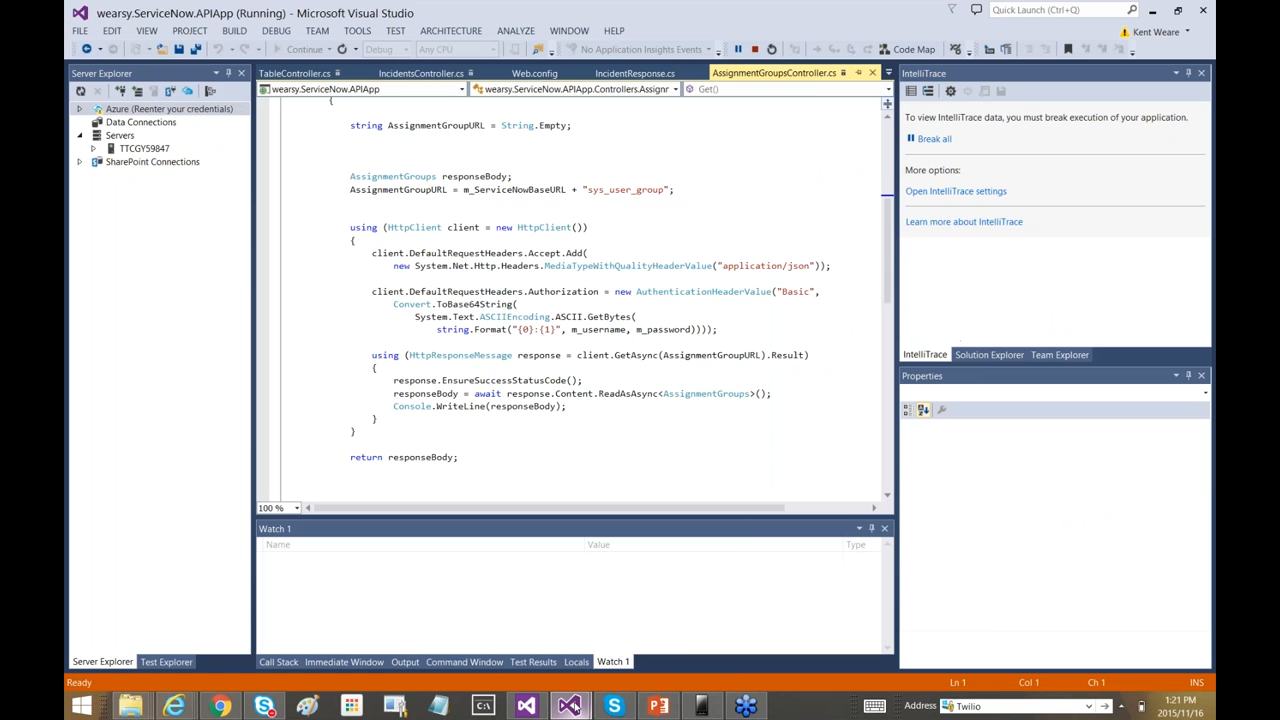 wearsy.ServiceNow.APIApp (Running) - Microsoft Visual Studio
Quick Launch (Ctrl+Q)
FILE EDIT VIEW PROJECT BUILD DEBUG TEAM TOOLS TEST ARCHITECTURE ANALYZE WINDOW HELP
Kent Weare
Continue Debug Any CPU No Application Insights Events Code Map
Server Explorer
Azure (Reenter your credentials)
Data Connections
Servers
TTCGY59847
SharePoint Connections
Server Explorer Test Explorer
TableController.cs IncidentsController.cs Web.config IncidentResponse.cs AssignmentGroupsController.cs
wearsy.ServiceNow.APIApp wearsy.ServiceNow.APIApp.Controllers.Assignr Get()
{
string AssignmentGroupURL = String.Empty;
AssignmentGroups responseBody;
AssignmentGroupURL = m_ServiceNowBaseURL + "sys_user_group";
using (HttpClient client = new HttpClient())
{
client.DefaultRequestHeaders.Accept.Add(
new System.Net.Http.Headers.MediaTypeWithQualityHeaderValue("application/json"));
client.DefaultRequestHeaders.Authorization = new AuthenticationHeaderValue("Basic",
Convert.ToBase64String(
System.Text.ASCIIEncoding.ASCII.GetBytes(
string.Format("{0}:{1}", m_username, m_password))));
using (HttpResponseMessage response = client.GetAsync(AssignmentGroupURL).Result)
{
response.EnsureSuccessStatusCode();
responseBody = await response.Content.ReadAsAsync<AssignmentGroups>();
Console.WriteLine(responseBody);
}
}
return responseBody;
100 %
Watch 1
Name Value Type
Call Stack Immediate Window Output Command Window Test Results Locals Watch 1
IntelliTrace
To view IntelliTrace data, you must break execution of your application.
Break all
More options:
Open IntelliTrace settings
Learn more about IntelliTrace
IntelliTrace Solution Explorer Team Explorer
Properties
Ready Ln 1 Col 1 Ch 1 INS
Address Twilio
1:21 PM
2015/11/16